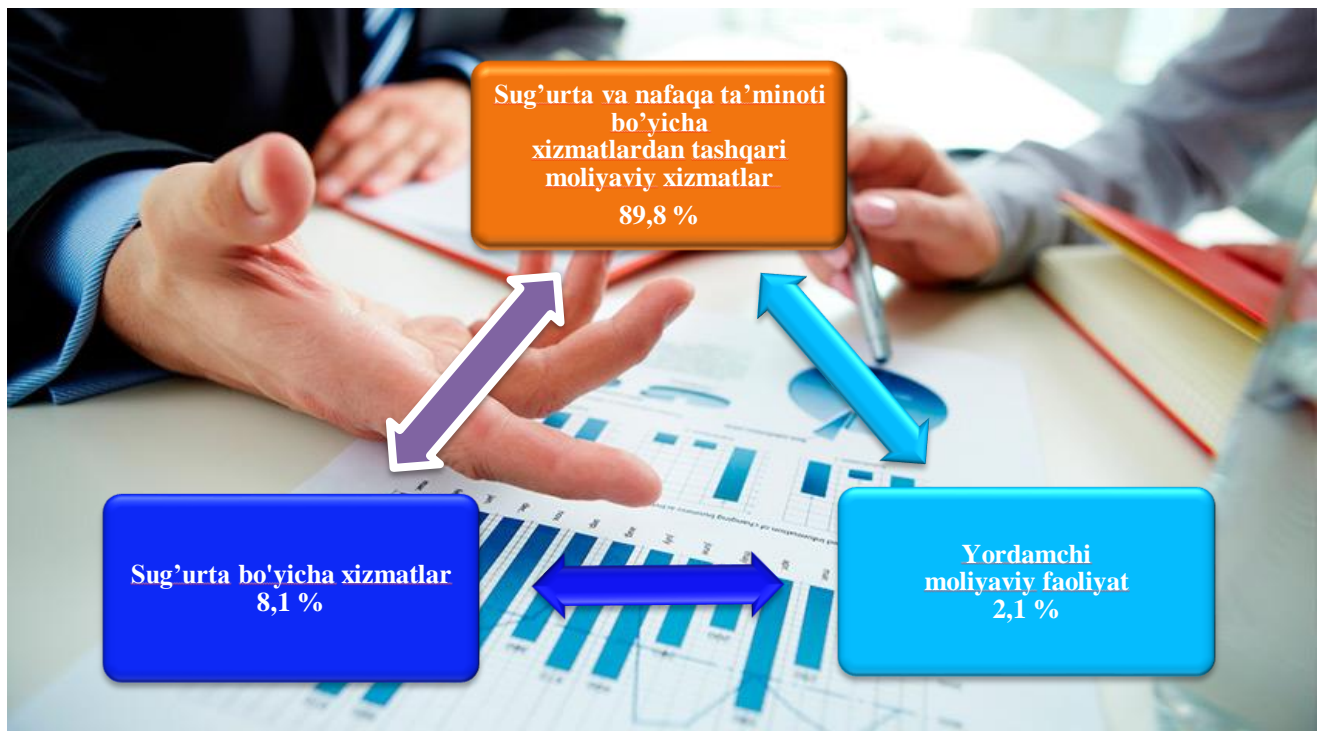 Sug’urta va nafaqa ta’minoti
bo’yicha
xizmatlardan tashqari
moliyaviy xizmatlar
89,8 %
Sug’urta bo'yicha xizmatlar
8,1 %
Yordamchi
moliyaviy faoliyat
2,1 %